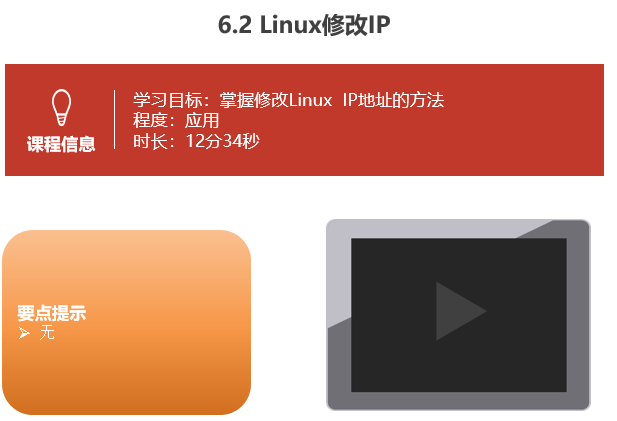 6.2 Linux修改IP
课程信息
学习目标：掌握修改Linux IP地址的方法
程度：应用
时长：12分34秒
要点提示
➢ 无